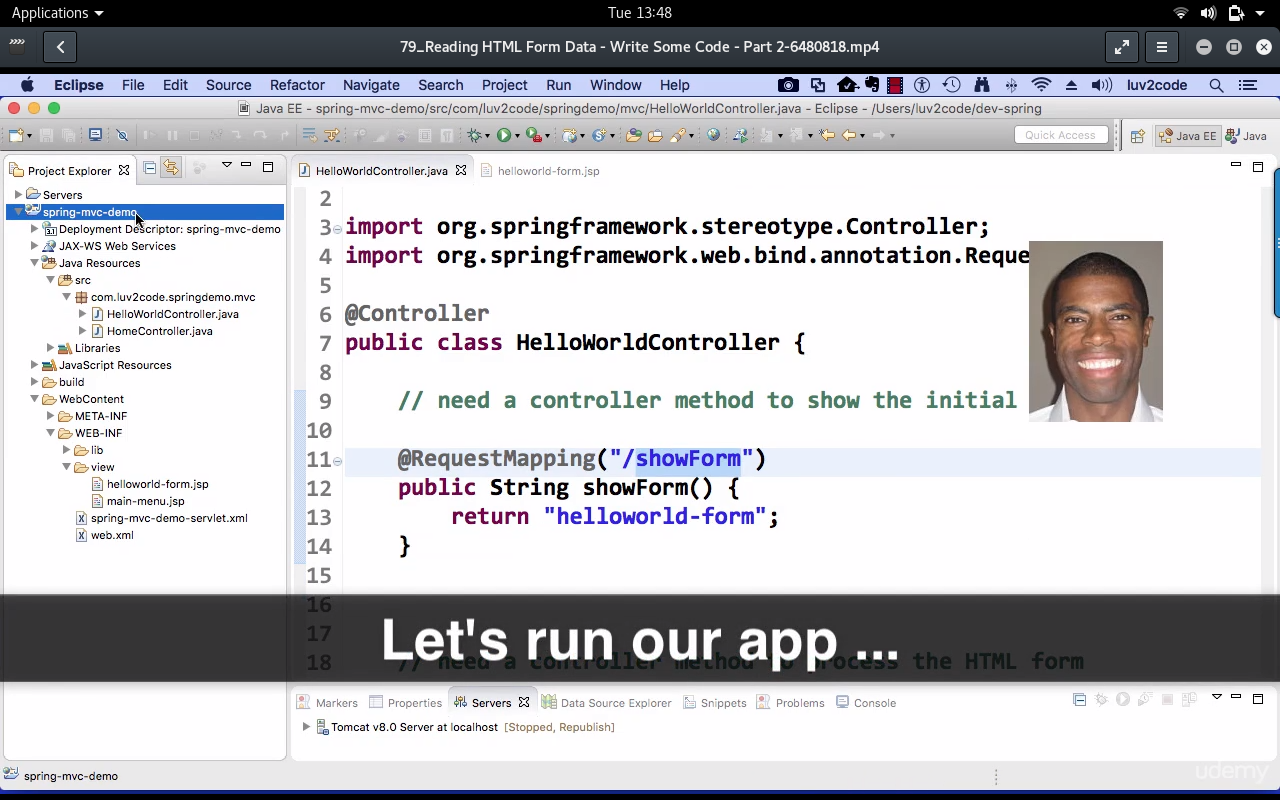 Applications
Tue 13:48
79_Reading HTML Form Data - Write Some Code - Part 2-6480818.mp4
Eclipse File Edit Source Refactor Navigate Search Project Run Window Help luv2code
Java EE - spring-mvc-demo/src/com/luv2code/springdemo/mvc/HelloWorldController.java - Eclipse - /Users/luv2code/dev-spring
Quick Access Java EE Java
Project Explorer
HelloWorldController.java helloworld-form.jsp
Servers
spring-mvc-demo
Deployment Descriptor: spring-mvc-demo
JAX-WS Web Services
Java Resources
src
com.luv2code.springdemo.mvc
HelloWorldController.java
HomeController.java
Libraries
JavaScript Resources
build
WebContent
META-INF
WEB-INF
lib
view
helloworld-form.jsp
main-menu.jsp
spring-mvc-demo-servlet.xml
web.xml
2
3 import org.springframework.stereotype.Controller;
4 import org.springframework.web.bind.annotation.Reque
5
6 @Controller
7 public class HelloWorldController {
8
9 // need a controller method to show the initial
10
11 @RequestMapping("/showForm")
12 public String showForm() {
13 return "helloworld-form";
14 }
15
16
17
18 // need a controller method to process the HTML form
Let's run our app ...
Markers Properties Servers Data Source Explorer Snippets Problems Console
Tomcat v8.0 Server at localhost [Stopped, Republish]
spring-mvc-demo
udemy